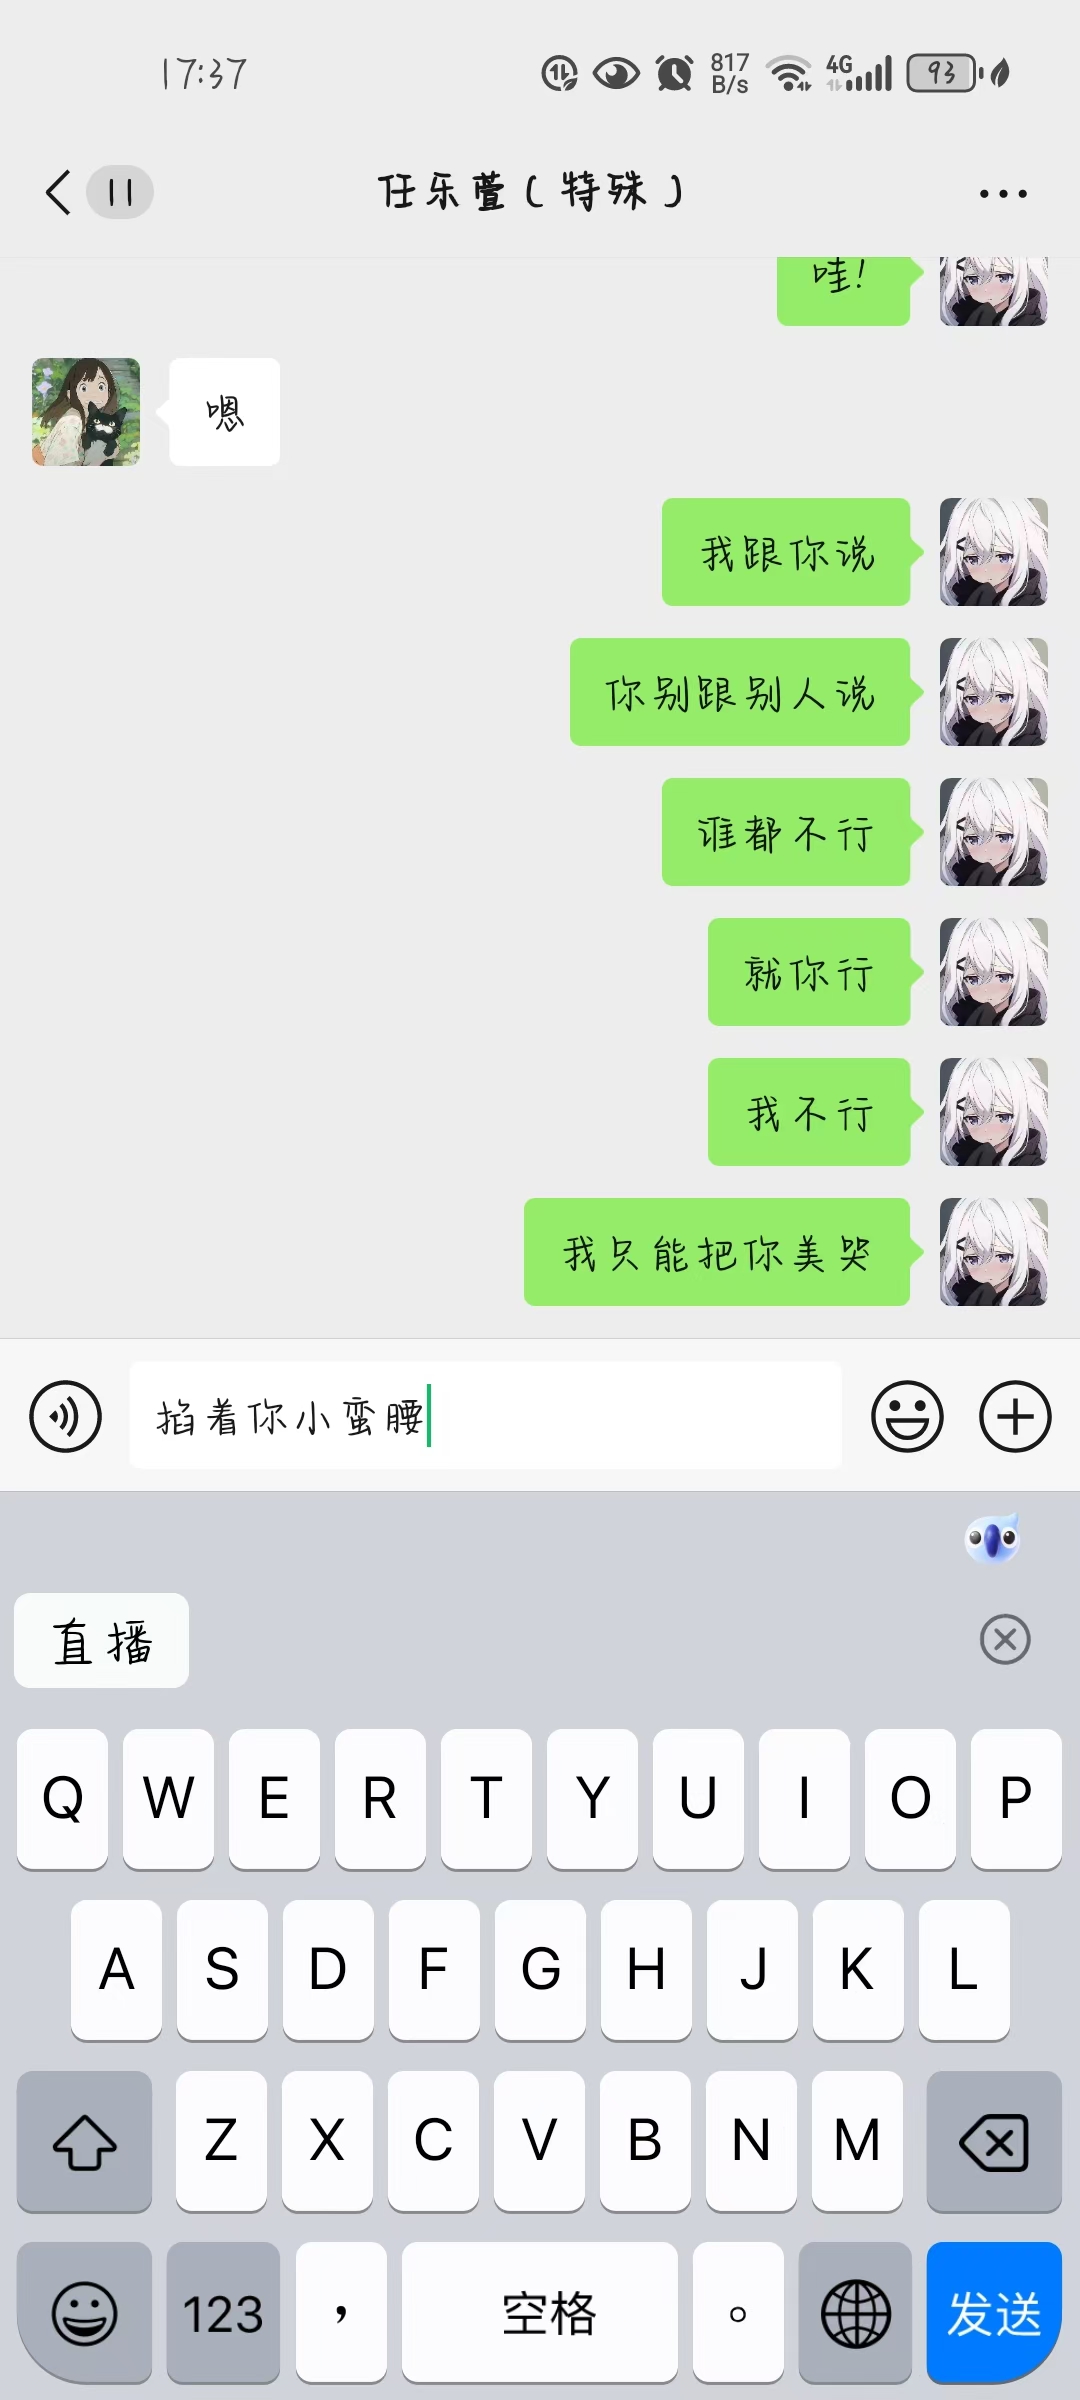 17:37
817
B/s
4G
93
任乐萱(特殊)
哇!
嗯
我跟你说
你别跟别人说
谁都不行
就你行
我不行
我只能把你美哭
掐着你小蛮腰
直播
Q W E R T Y U I O P
A S D F G H J K L
Z X C V B N M
123 , 空格 。 发送